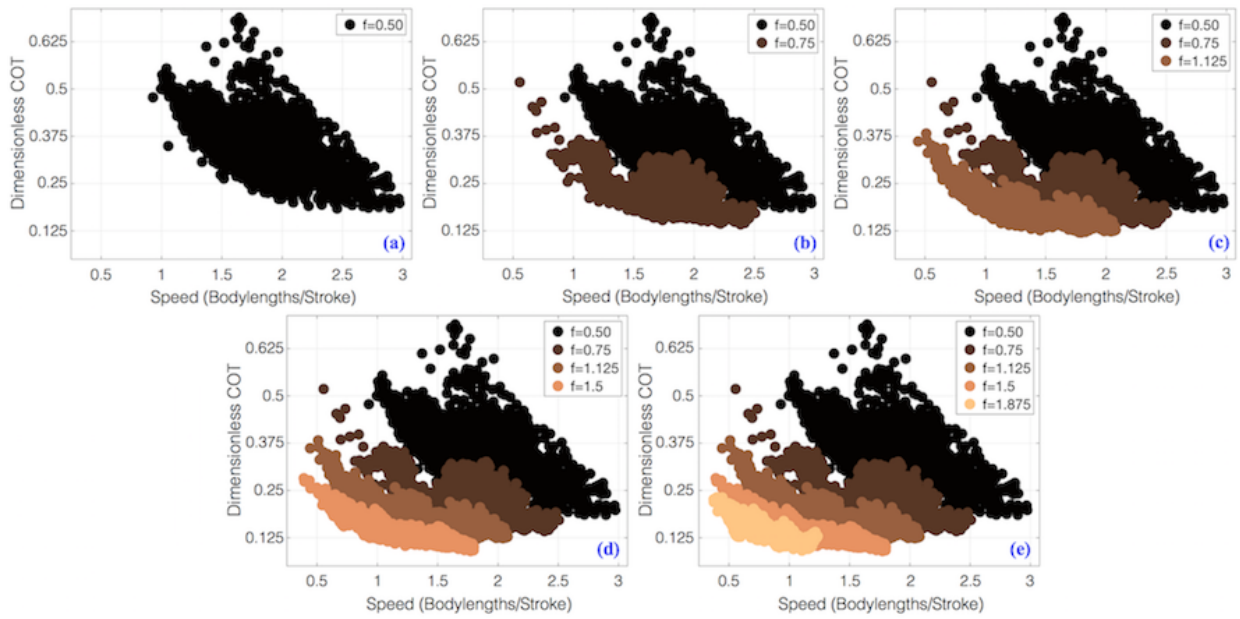 Dimensionless COT
0.625
0.5
0.375
0.25
0.125
f=0.50
(a)
0.5 1 1.5 2 2.5 3
Speed (Bodylengths/Stroke)
Dimensionless COT
0.625
0.5
0.375
0.25
0.125
f=0.50
f=0.75
(b)
0.5 1 1.5 2 2.5 3
Speed (Bodylengths/Stroke)
Dimensionless COT
0.625
0.5
0.375
0.25
0.125
f=0.50
f=0.75
f=1.125
(c)
0.5 1 1.5 2 2.5 3
Speed (Bodylengths/Stroke)
Dimensionless COT
0.625
0.5
0.375
0.25
0.125
f=0.50
f=0.75
f=1.125
f=1.5
(d)
0.5 1 1.5 2 2.5 3
Speed (Bodylengths/Stroke)
Dimensionless COT
0.625
0.5
0.375
0.25
0.125
f=0.50
f=0.75
f=1.125
f=1.5
f=1.875
(e)
0.5 1 1.5 2 2.5 3
Speed (Bodylengths/Stroke)